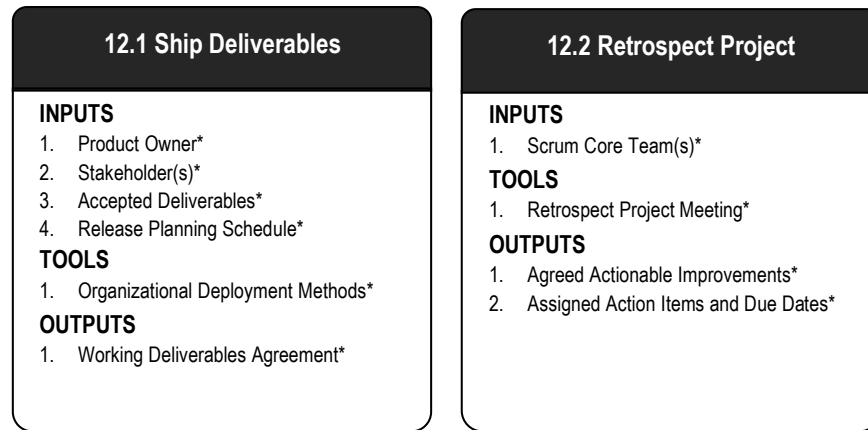 12.1 Ship Deliverables
INPUTS
1. Product Owner*
2. Stakeholder(s)*
3. Accepted Deliverables*
4. Release Planning Schedule*
TOOLS
1. Organizational Deployment Methods*
OUTPUTS
1. Working Deliverables Agreement*
12.2 Retrospect Project
INPUTS
1. Scrum Core Team(s)*
TOOLS
1. Retrospect Project Meeting*
OUTPUTS
1. Agreed Actionable Improvements*
2. Assigned Action Items and Due Dates*